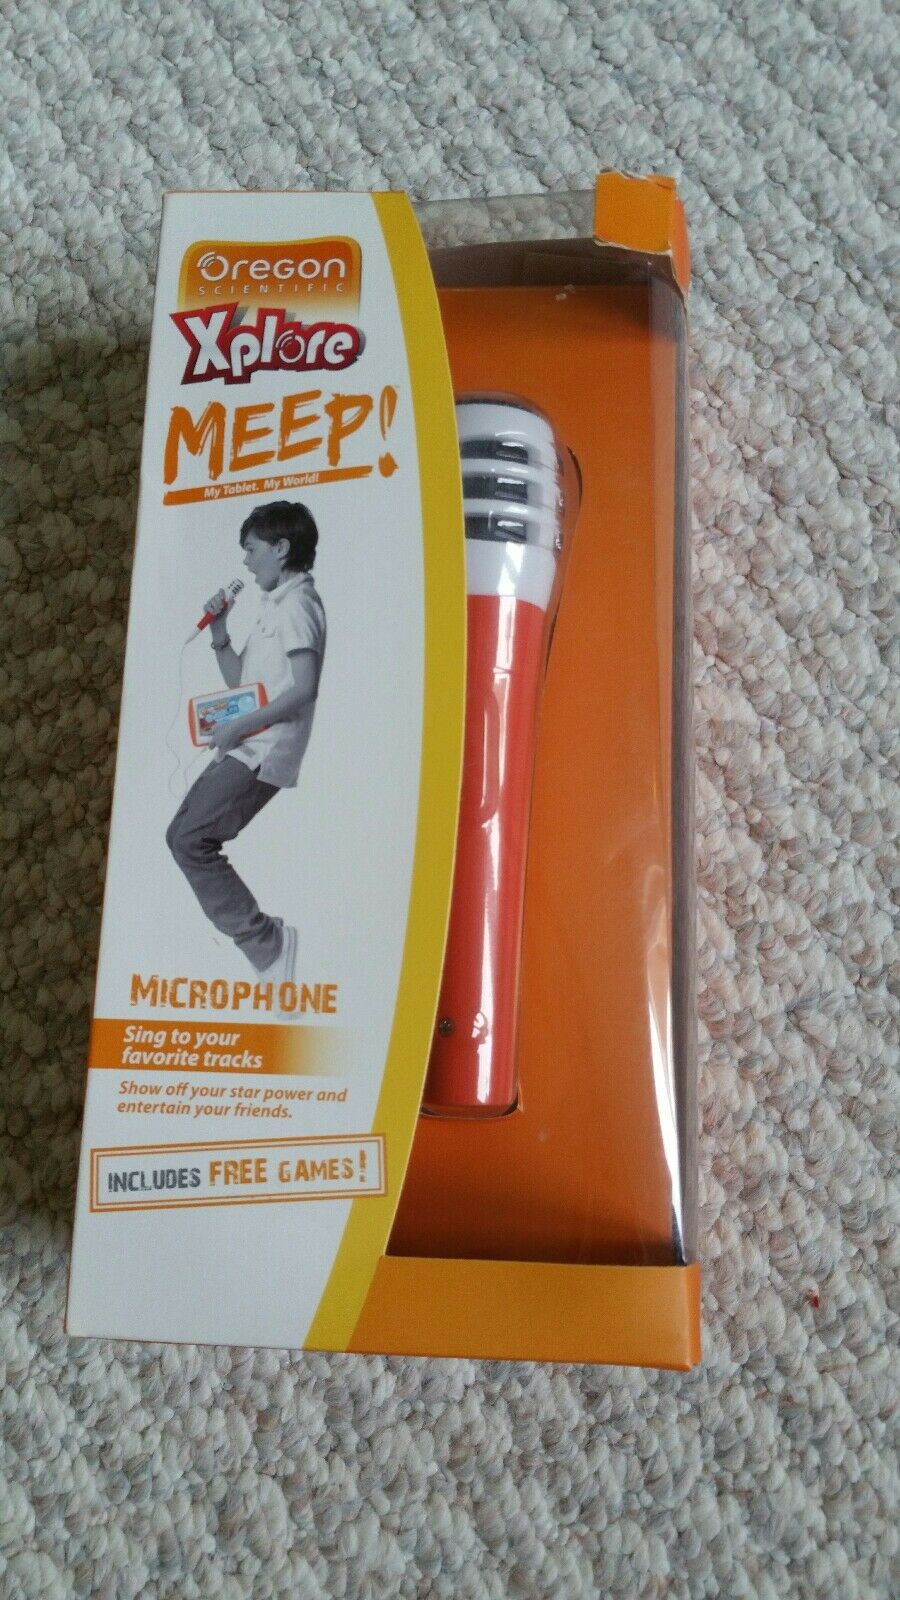 Oregon
SCIENTIFIC
Xplore
MEEP!
My Tablet. My World!
MICROPHONE
Sing to your
favorite tracks
Show off your star power and
entertain your friends.
INCLUDES FREE GAMES!